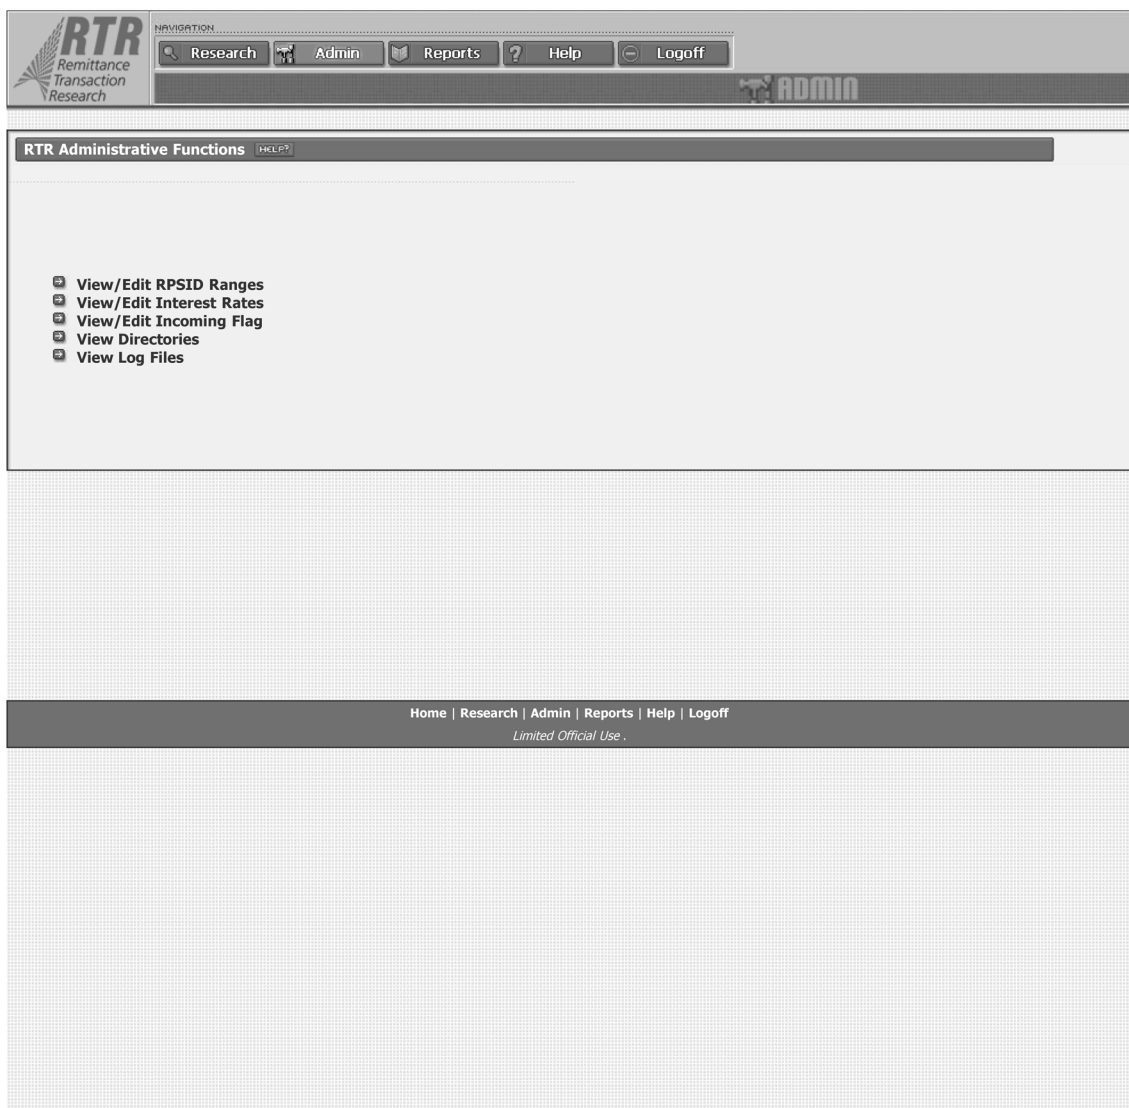 RTR
Remittance
Transaction
Research
NAVIGATION
Research Admin Reports ? Help Logoff
ADMIN
RTR Administrative Functions HELP?
View/Edit RPSID Ranges
View/Edit Interest Rates
View/Edit Incoming Flag
View Directories
View Log Files
Home | Research | Admin | Reports | Help | Logoff
Limited Official Use .